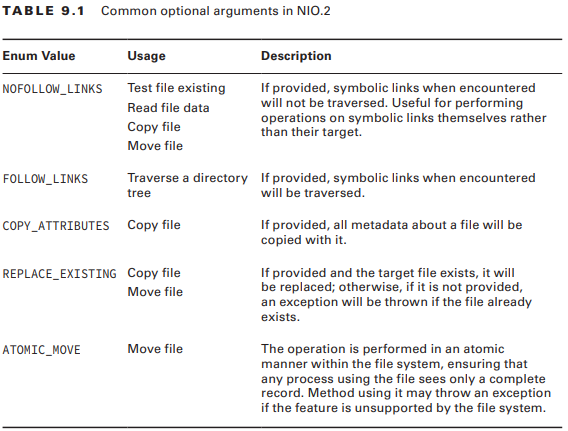 TABLE 9.1 Common optional arguments in NIO.2
Enum Value Usage Description
NOFOLLOW_LINKS Test file existing If provided, symbolic links when encountered
Read file data will not be traversed. Useful for performing
Copy file operations on symbolic links themselves rather
Move file than their target.
FOLLOW_LINKS Traverse a directory If provided, symbolic links when encountered
tree will be traversed.
COPY_ATTRIBUTES Copy file If provided, all metadata about a file will be
copied with it.
REPLACE_EXISTING Copy file If provided and the target file exists, it will
Move file be replaced; otherwise, if it is not provided,
an exception will be thrown if the file already
exists.
ATOMIC_MOVE Move file The operation is performed in an atomic
manner within the file system, ensuring that
any process using the file sees only a complete
record. Method using it may throw an exception
if the feature is unsupported by the file system.